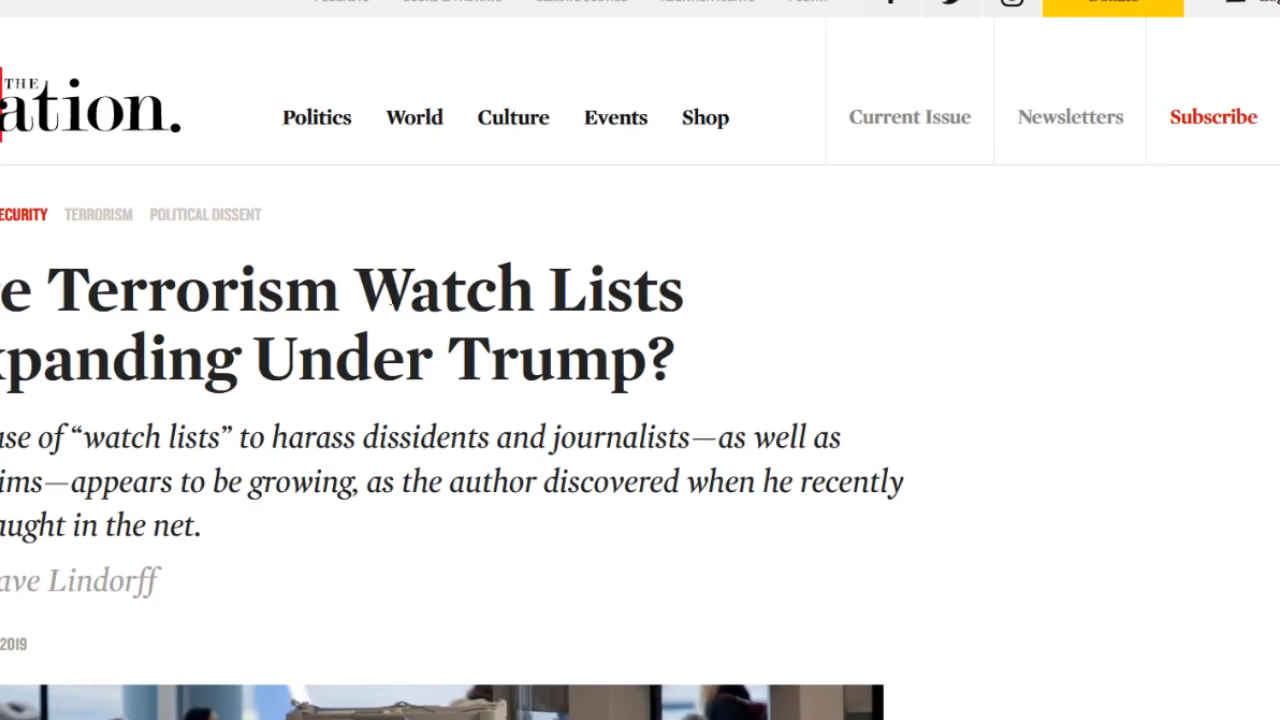 THE
ation.
Politics World Culture Events Shop Current Issue Newsletters Subscribe
ECURITY TERRORISM POLITICAL DISSENT
e Terrorism Watch Lists
xpanding Under Trump?
use of “watch lists” to harass dissidents and journalists—as well as
ims—appears to be growing, as the author discovered when he recently
aught in the net.
ave Lindorff
2019